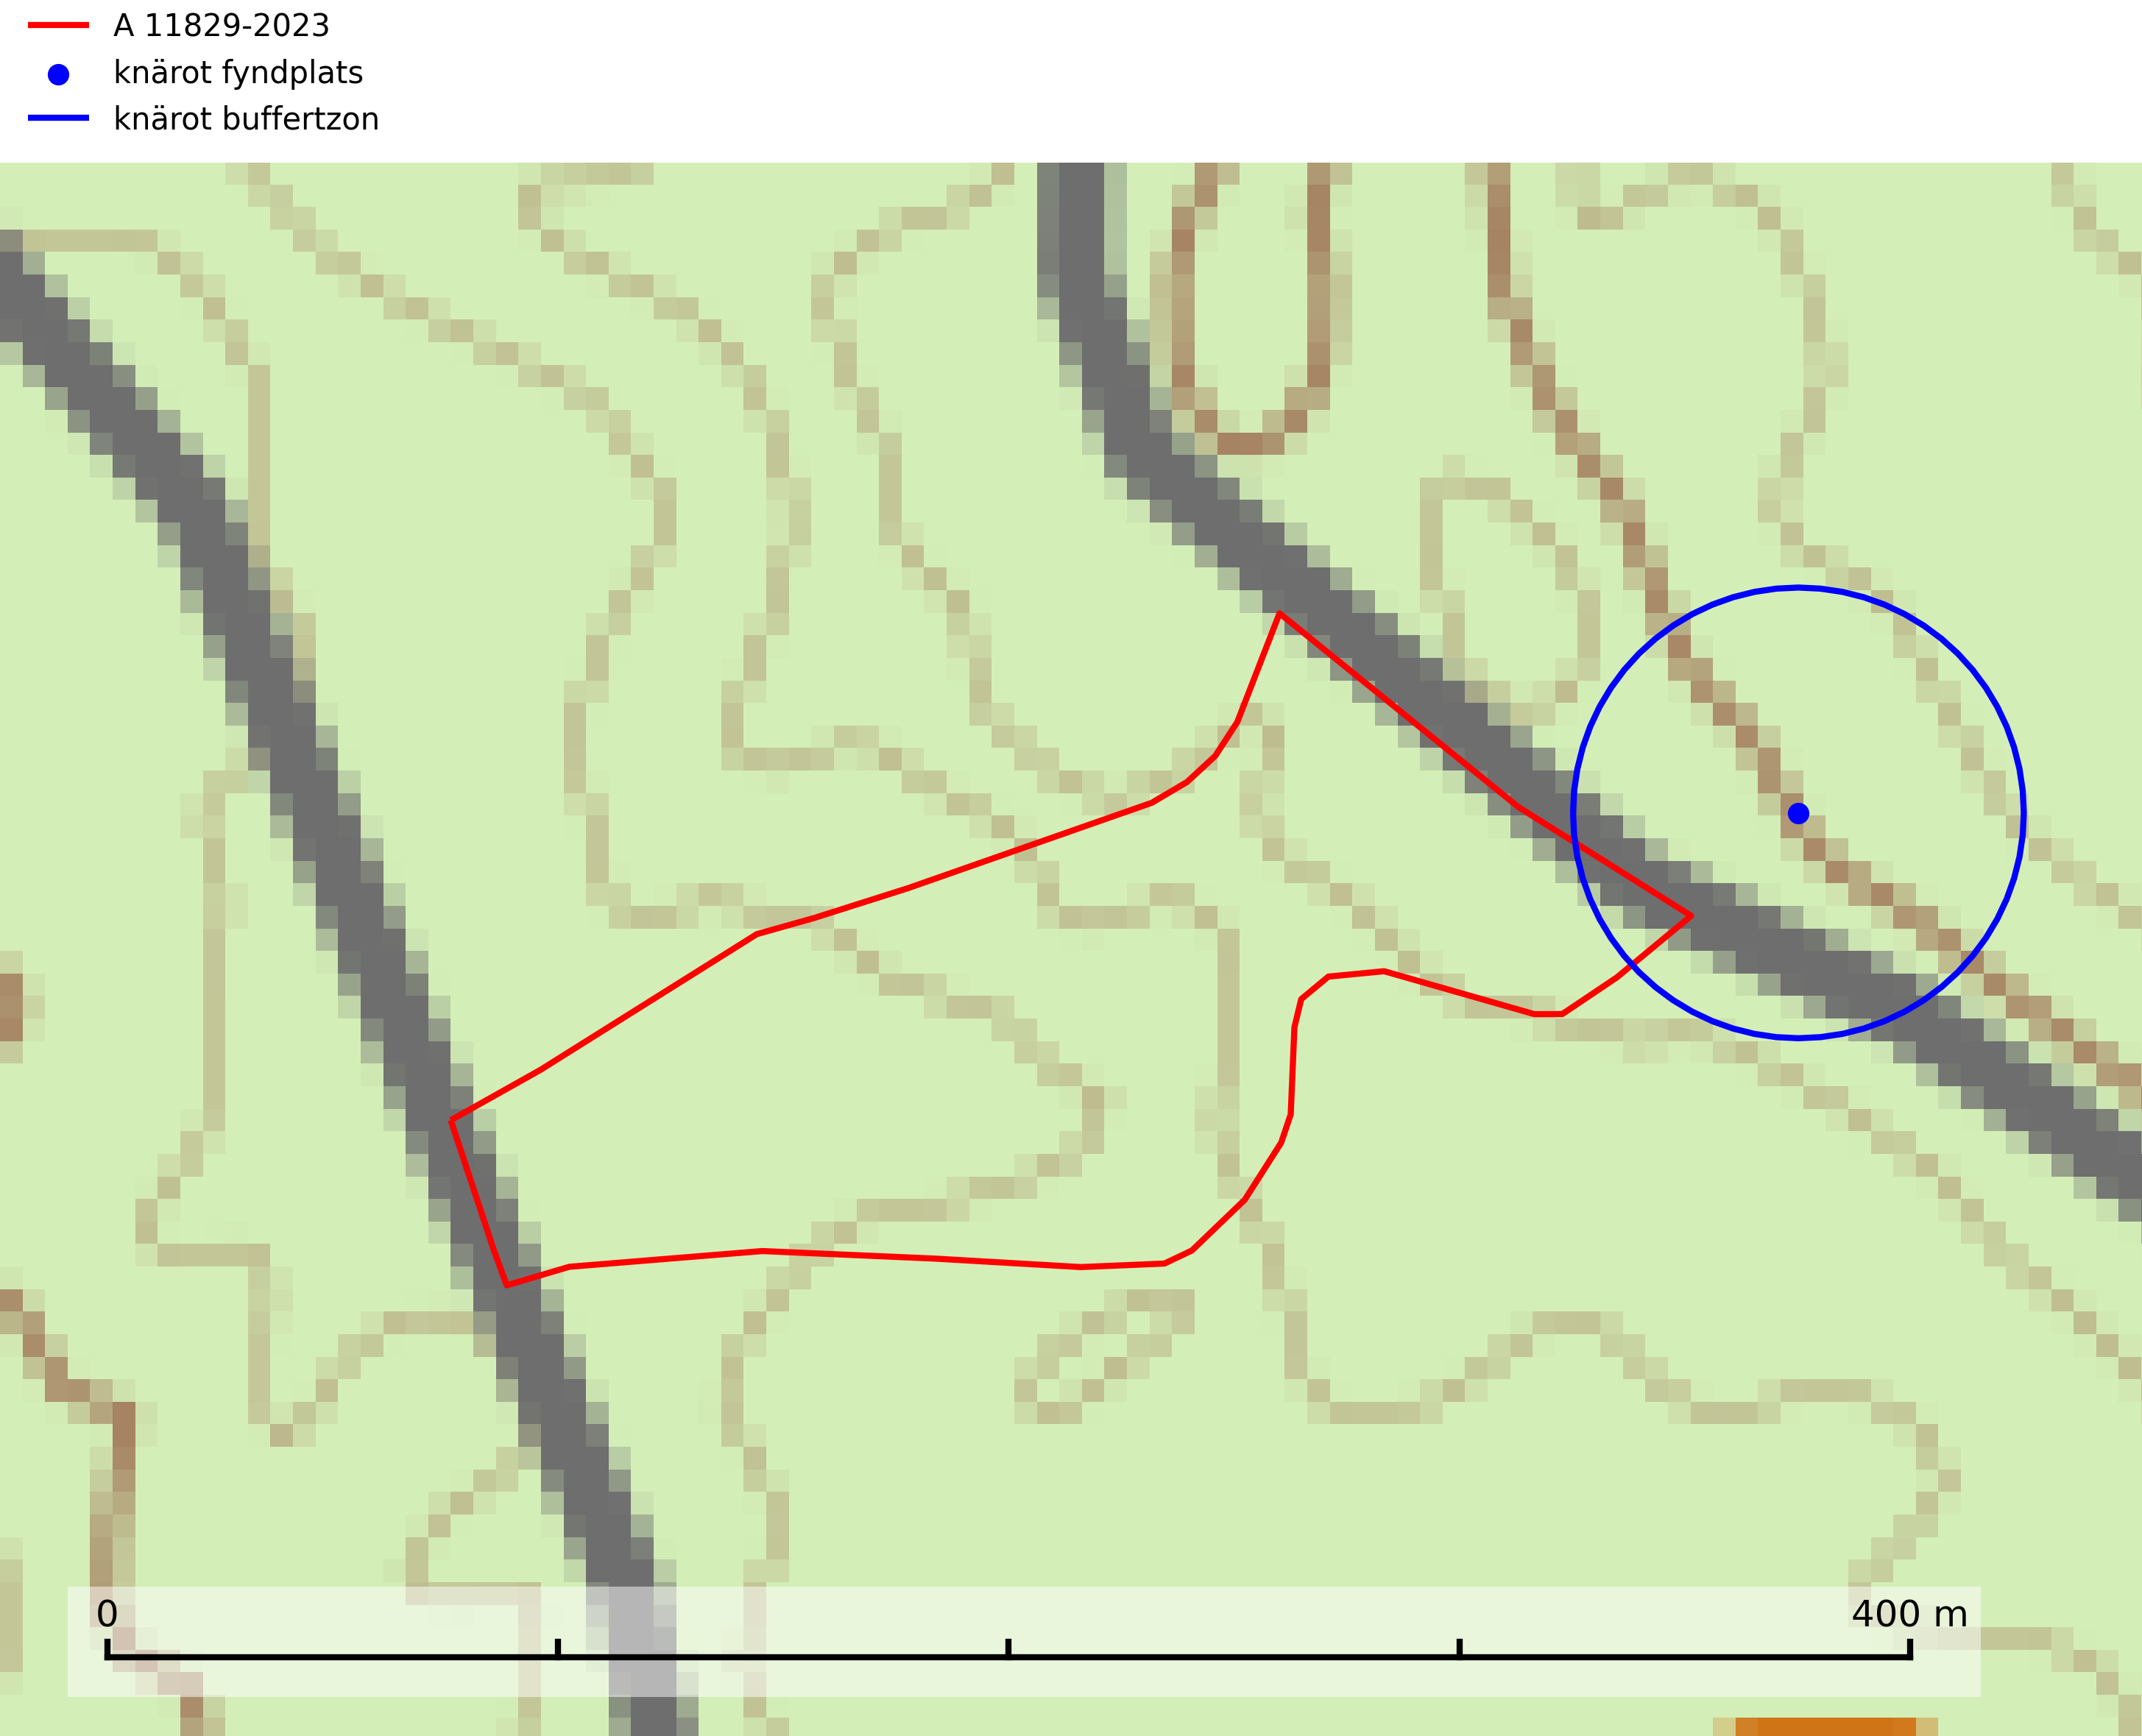 A 11829-2023
knärot fyndplats
knärot buffertzon
0
400 m